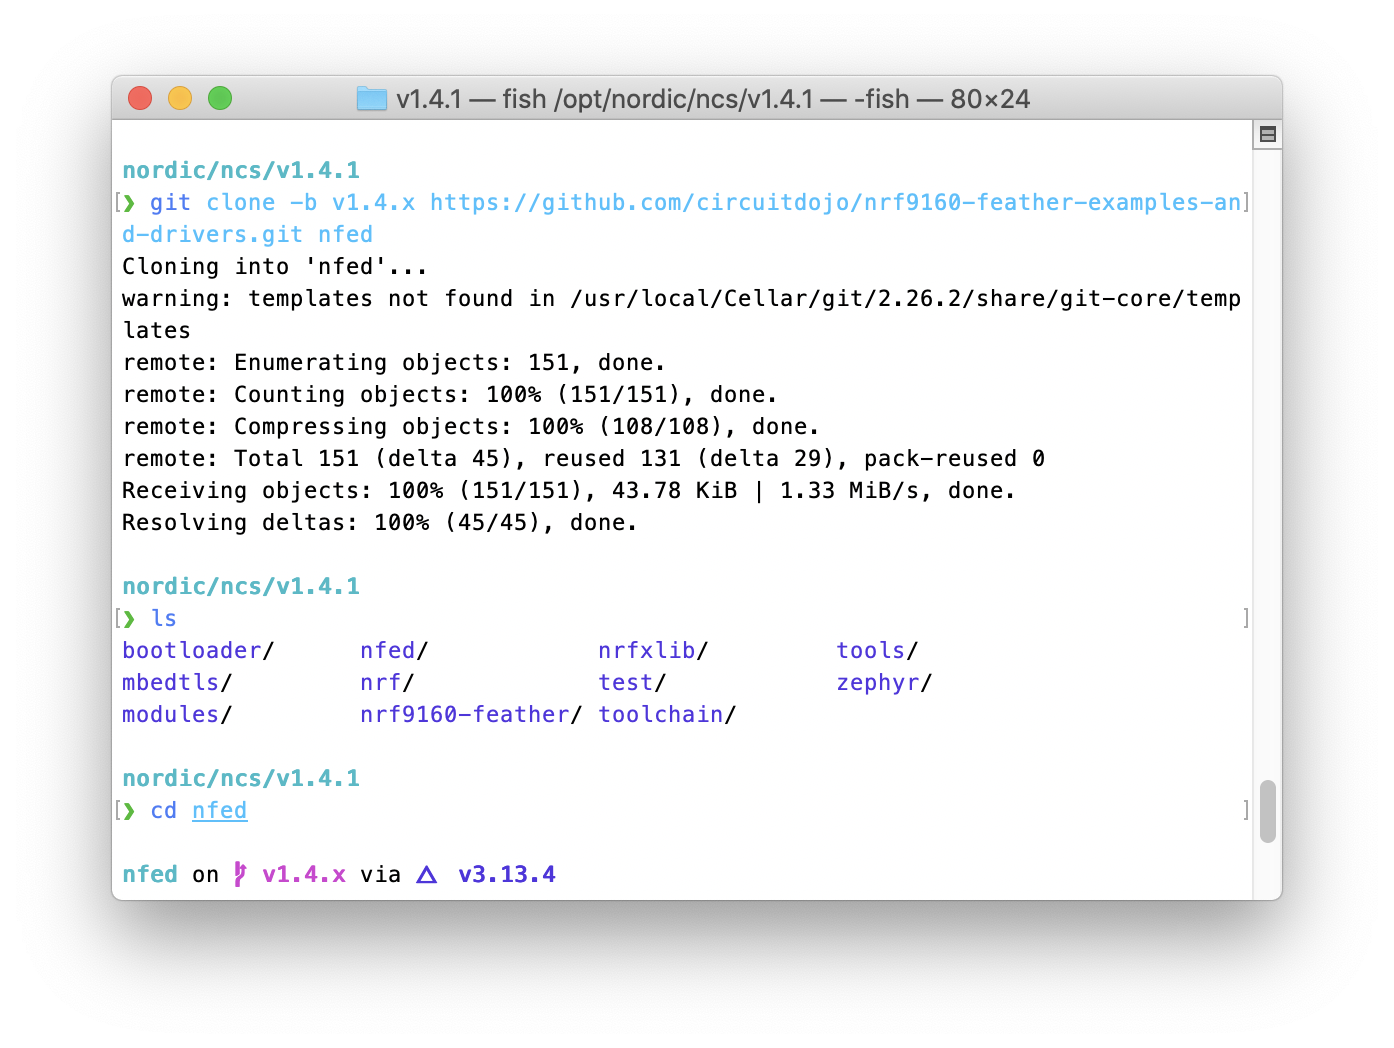 v1.4.1 — fish /opt/nordic/ncs/v1.4.1 — -fish — 80×24
nordic/ncs/v1.4.1
[❯ git clone -b v1.4.x https://github.com/circuitdojo/nrf9160-feather-examples-an]
d-drivers.git nfed
Cloning into 'nfed'...
warning: templates not found in /usr/local/Cellar/git/2.26.2/share/git-core/temp
lates
remote: Enumerating objects: 151, done.
remote: Counting objects: 100% (151/151), done.
remote: Compressing objects: 100% (108/108), done.
remote: Total 151 (delta 45), reused 131 (delta 29), pack-reused 0
Receiving objects: 100% (151/151), 43.78 KiB | 1.33 MiB/s, done.
Resolving deltas: 100% (45/45), done.
nordic/ncs/v1.4.1
[❯ ls ]
bootloader/ nfed/ nrfxlib/ tools/
mbedtls/ nrf/ test/ zephyr/
modules/ nrf9160-feather/ toolchain/
nordic/ncs/v1.4.1
[❯ cd nfed ]
nfed on v1.4.x via △ v3.13.4